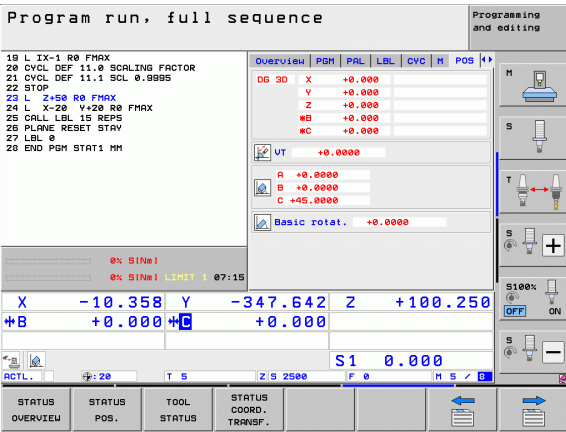 Program run, full sequence
Programming
and editing
19 L IX-1 R0 FMAX
20 CYCL DEF 11.0 SCALING FACTOR
21 CYCL DEF 11.1 SCL 0.9995
22 STOP
23 L Z+50 R0 FMAX
24 L X-20 Y+20 R0 FMAX
25 CALL LBL 15 REP5
26 PLANE RESET STAY
27 LBL 0
28 END PGM STAT1 MM
Overview PGM PAL LBL CYC M POS
DG 3D X +0.000
Y +0.000
Z +0.000
*B +0.000
*C +0.000
VT +0.0000
A +0.0000
B +0.0000
C +45.0000
Basic rotat. +0.0000
0% S[Nm]
0% S[Nm] LIMIT 1 07:15
X -10.358 Y -347.642 Z +100.250
*B +0.000 *C +0.000
S1 0.000
ACTL. : 20 T 5 Z S 2500 F 0 M 5 / 8
STATUS
OVERVIEW
STATUS
POS.
TOOL
STATUS
STATUS
COORD.
TRANSF.
M
S
T
S
S100%
OFF ON
S